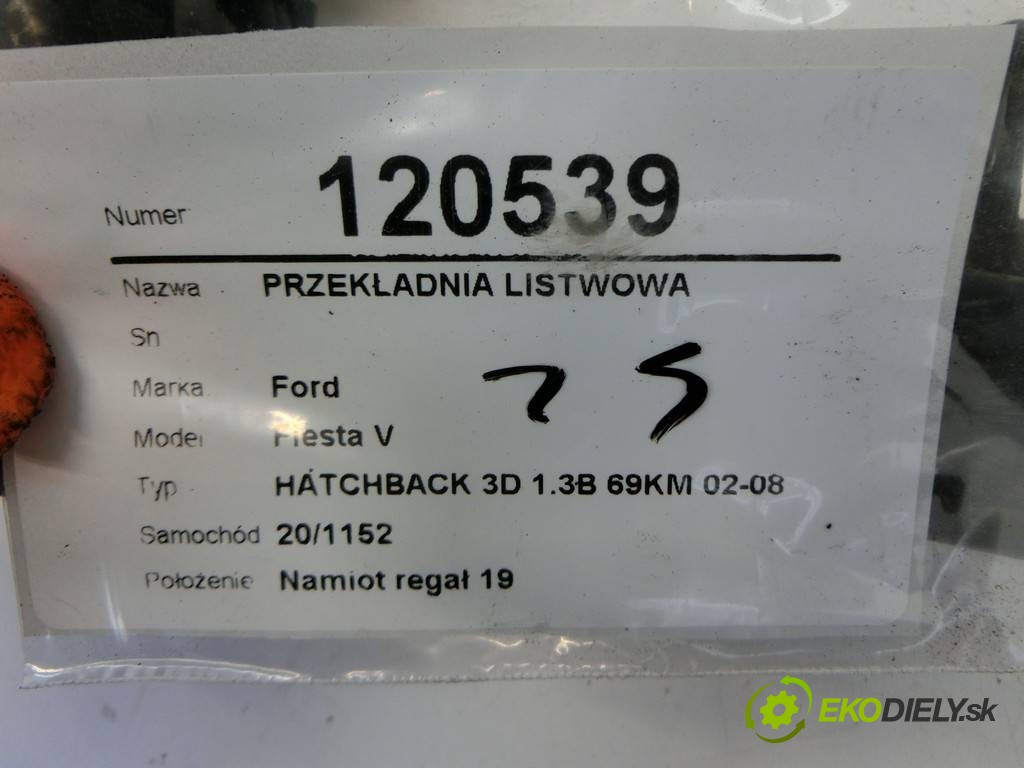 Numer 120539
Nazwa PRZEKŁADNIA LISTWOWA
Sn
Marka Ford
Model Fiesta V
Typ HATCHBACK 3D 1.3B 69KM 02-08
Samochód 20/1152
Położenie Namiot regał 19
EKODIELY.sk